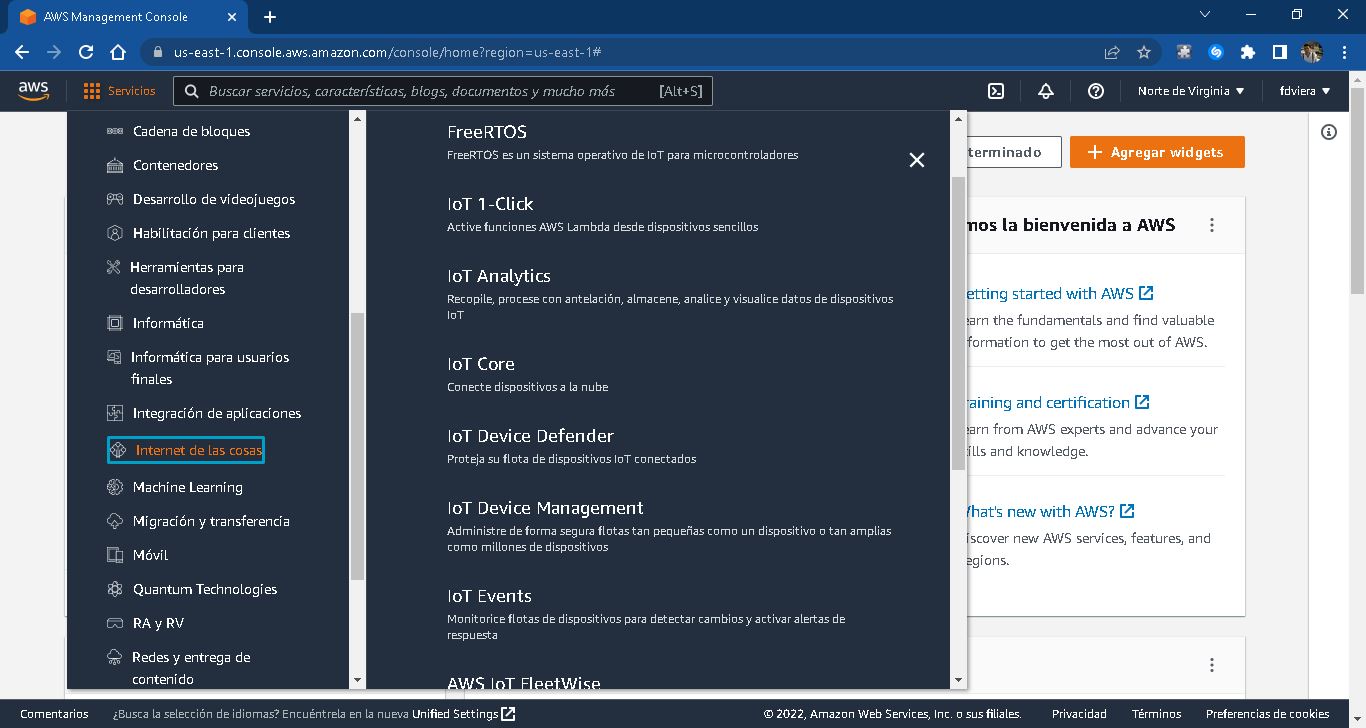 AWS Management Console
us-east-1.console.aws.amazon.com/console/home?region=us-east-1#
aws
Servicios
Buscar servicios, características, blogs, documentos y mucho más
[Alt+S]
Norte de Virginia
fdviera
Cadena de bloques
Contenedores
Desarrollo de videojuegos
Habilitación para clientes
Herramientas para
desarrolladores
Informática
Informática para usuarios
finales
Integración de aplicaciones
Internet de las cosas
Machine Learning
Migración y transferencia
Móvil
Quantum Technologies
RA y RV
Redes y entrega de
contenido
FreeRTOS
FreeRTOS es un sistema operativo de IoT para microcontroladores
IoT 1-Click
Active funciones AWS Lambda desde dispositivos sencillos
IoT Analytics
Recopile, procese con antelación, almacene, analice y visualice datos de dispositivos
IoT
IoT Core
Conecte dispositivos a la nube
IoT Device Defender
Proteja su flota de dispositivos IoT conectados
IoT Device Management
Administre de forma segura flotas tan pequeñas como un dispositivo o tan amplias
como millones de dispositivos
IoT Events
Monitorice flotas de dispositivos para detectar cambios y activar alertas de
respuesta
AWS IoT FleetWise
terminado
Agregar widgets
mos la bienvenida a AWS
etting started with AWS
earn the fundamentals and find valuable
formation to get the most out of AWS.
raining and certification
earn from AWS experts and advance your
ills and knowledge.
hat's new with AWS?
iscover new AWS services, features, and
egions.
Comentarios
¿Busca la selección de idiomas? Encuéntrela en la nueva Unified Settings
© 2022, Amazon Web Services, Inc. o sus filiales.
Privacidad
Términos
Preferencias de cookies